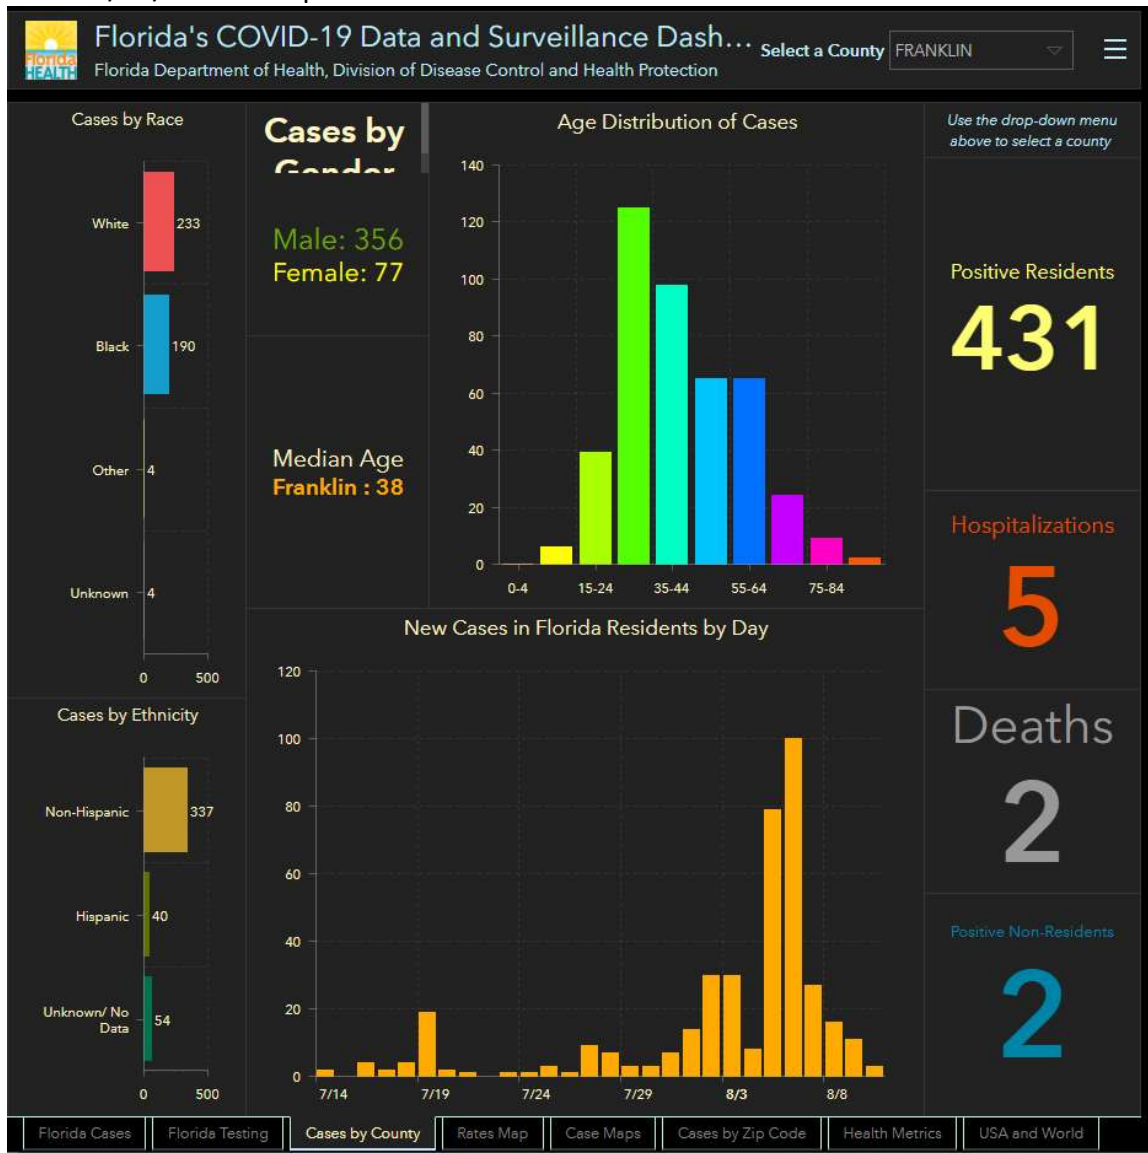 Florida's COVID-19 Data and Surveillance Dash...
Florida Department of Health, Division of Disease Control and Health Protection
Select a County
FRANKLIN
Florida
HEALTH
Cases by Race
White
233
Black
190
Other
4
Unknown
4
0
500
Cases by Ethnicity
Non-Hispanic
337
Hispanic
40
Unknown/ No
Data
54
0
500
Cases by
Gender
Male: 356
Female: 77
Median Age
Franklin : 38
Age Distribution of Cases
140
120
100
80
60
40
20
0
0-4
15-24
35-44
55-64
75-84
New Cases in Florida Residents by Day
120
100
80
60
40
20
0
7/14
7/19
7/24
7/29
8/3
8/8
Use the drop-down menu
above to select a county
Positive Residents
431
Hospitalizations
5
Deaths
2
Positive Non-Residents
2
Florida Cases
Florida Testing
Cases by County
Rates Map
Case Maps
Cases by Zip Code
Health Metrics
USA and World